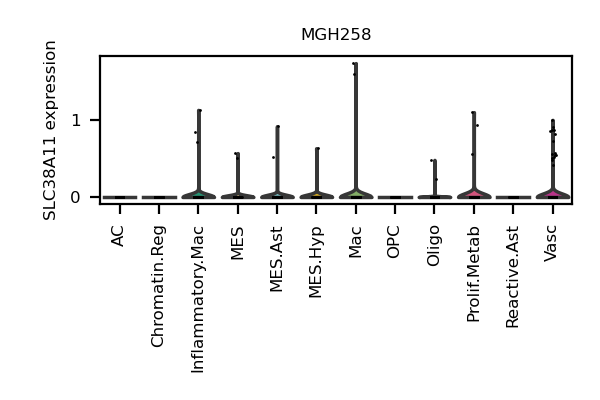 MGH258
SLC38A11 expression
1
0
AC
Chromatin.Reg
Inflammatory.Mac
MES
MES.Ast
MES.Hyp
Mac
OPC
Oligo
Prolif.Metab
Reactive.Ast
Vasc